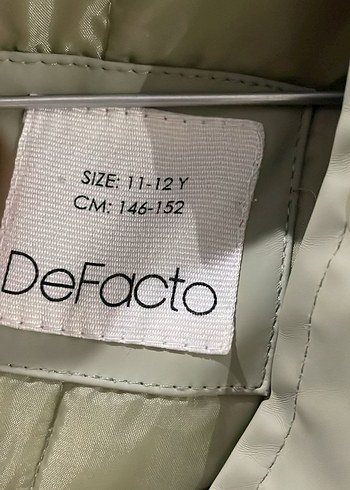 SIZE: 11-12 Y
CM: 146-152
DeFacto